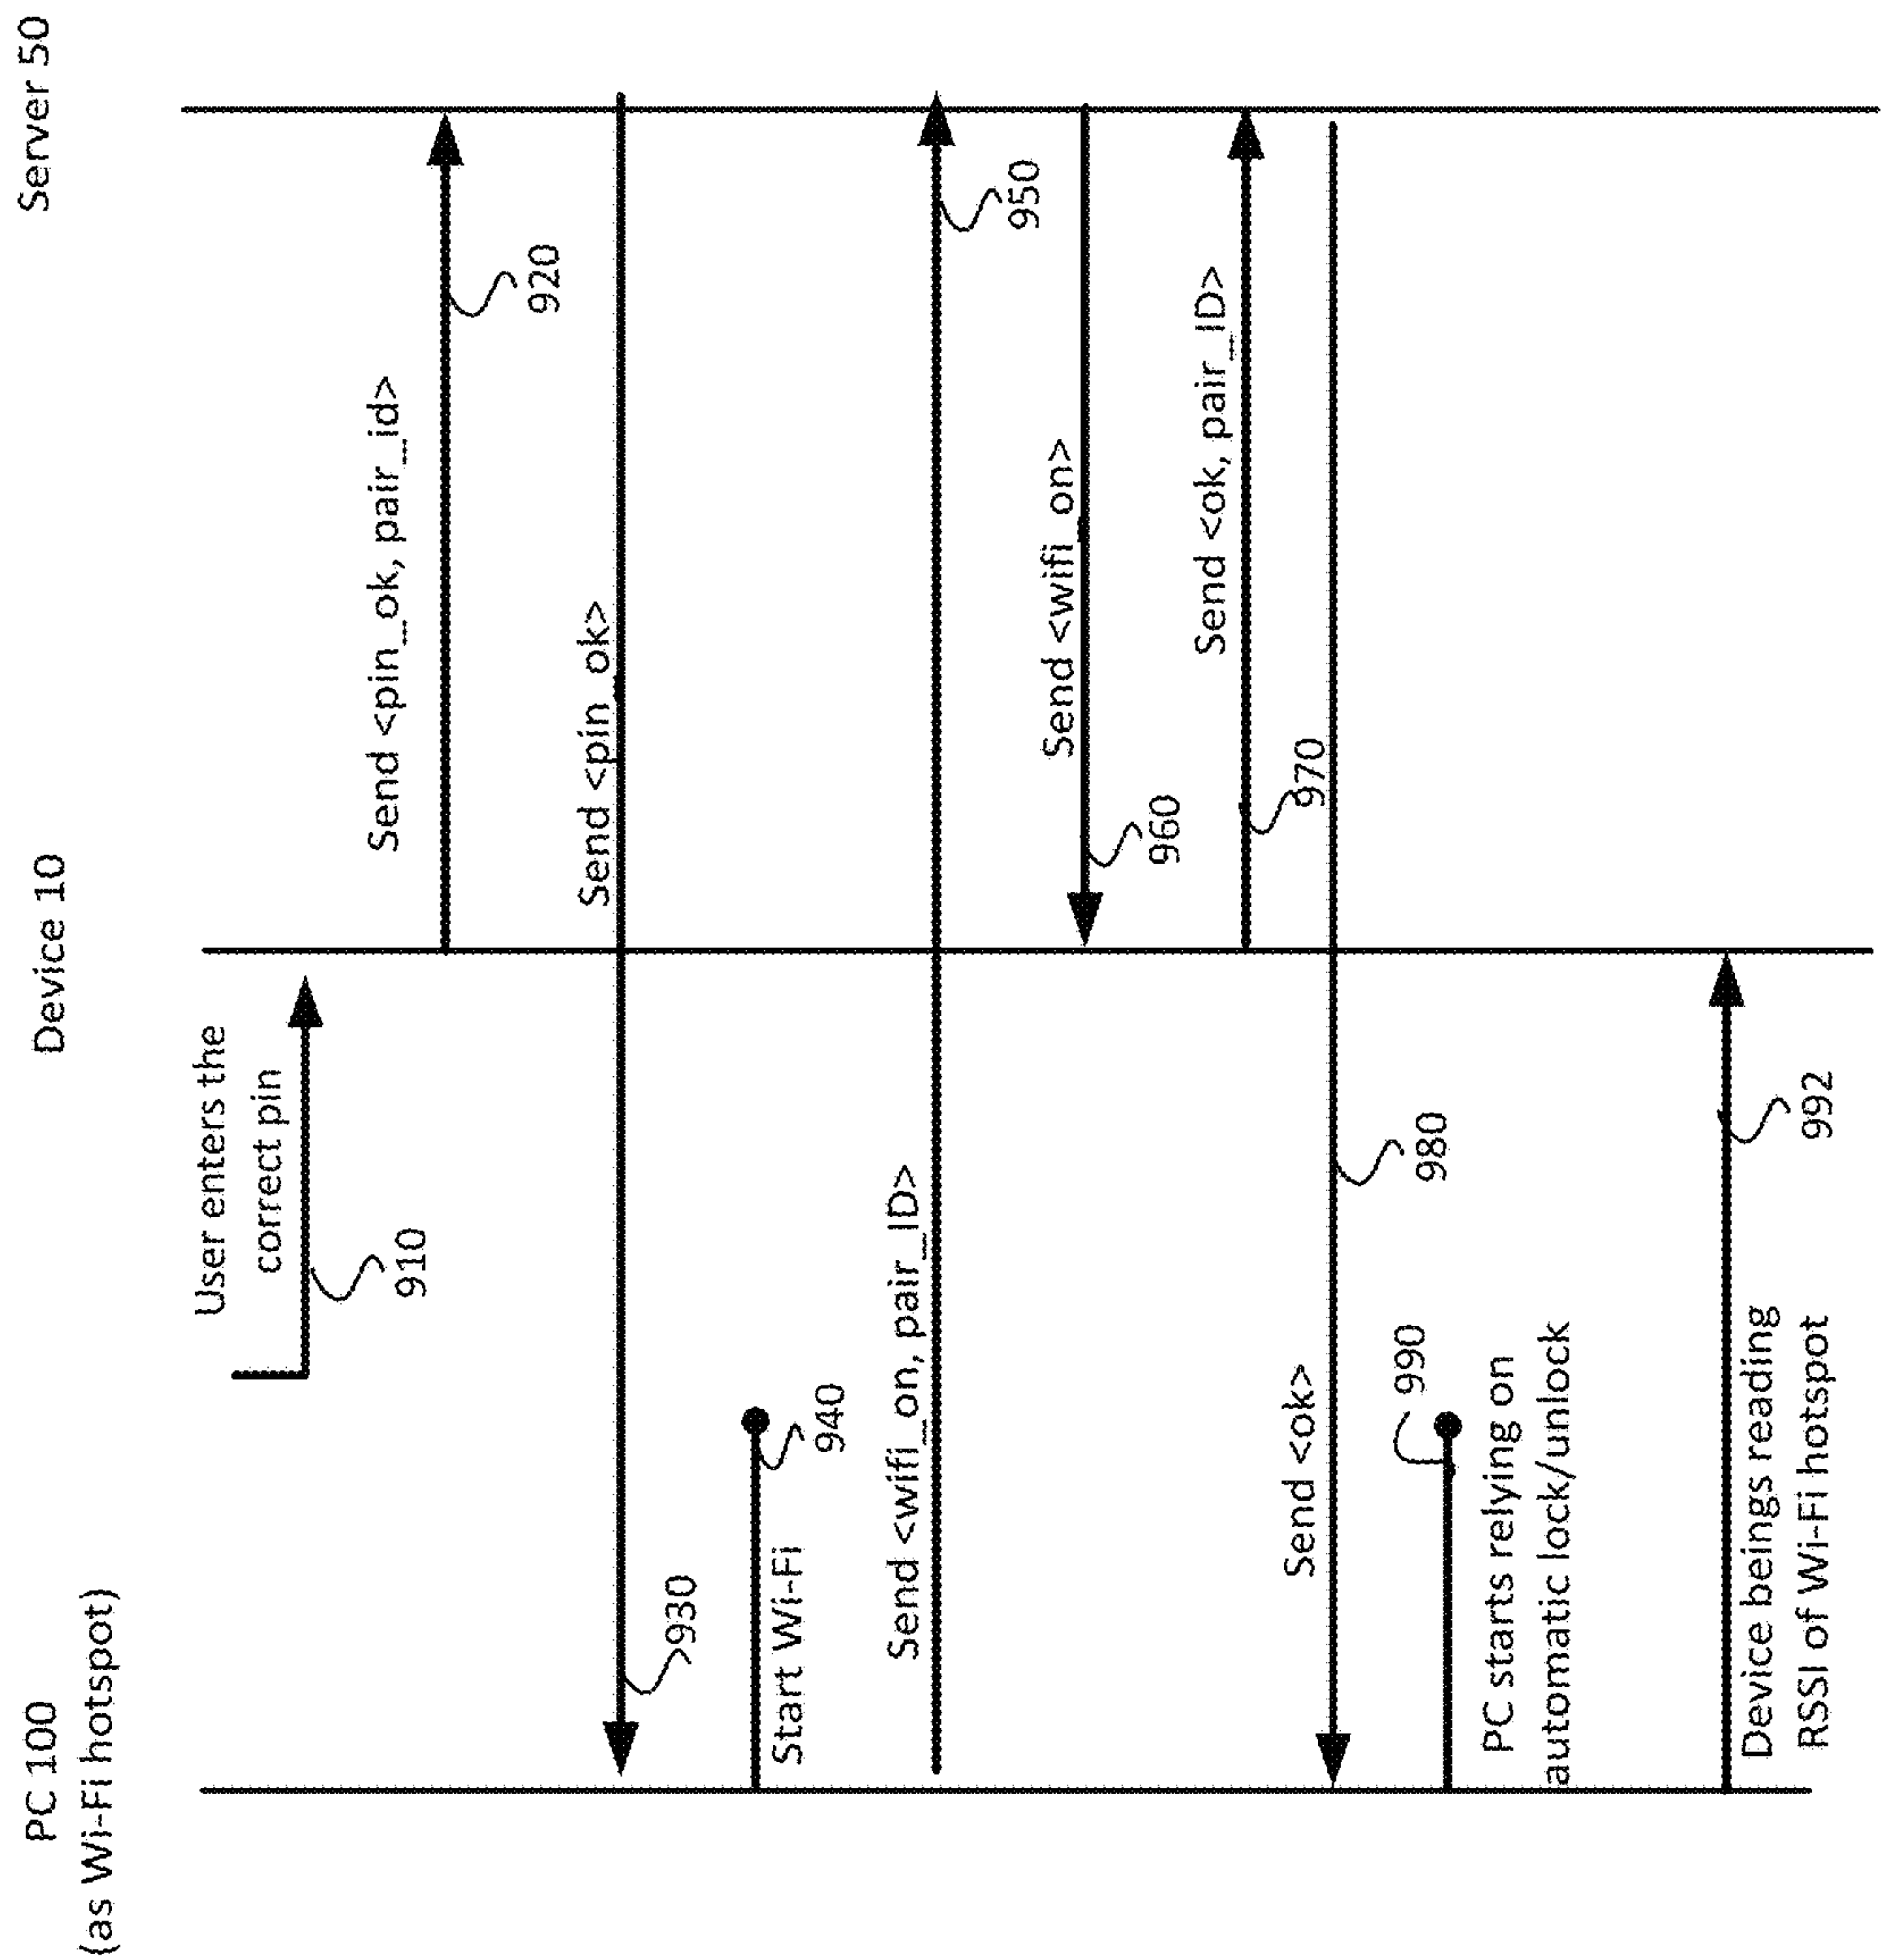 PC 100
(as Wi-Fi hotspot)
Device 10
Server 50
User enters the
correct pin
910
Send <pin_ok, pair_id>
920
Send <pin_ok>
930
Start Wi-Fi
940
Send <wifi_on, pair_ID>
950
Send <wifi_on>
960
Send <ok, pair_ID>
970
Send <ok>
980
990
PC starts relying on
automatic lock/unlock
Device beings reading
RSSI of Wi-Fi hotspot
992